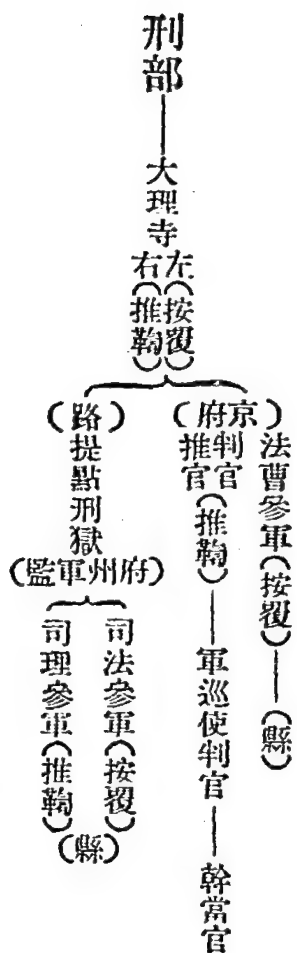 刑部——大理寺
左(按覆)
右(推鞫)
法曹參軍(按覆)——(縣)
(京府)
判官
推官(推鞫)——軍巡使判官——幹當官
(路)提點刑獄
(府州軍監)
司法參軍(按覆)
司理參軍(推鞫)
(縣)